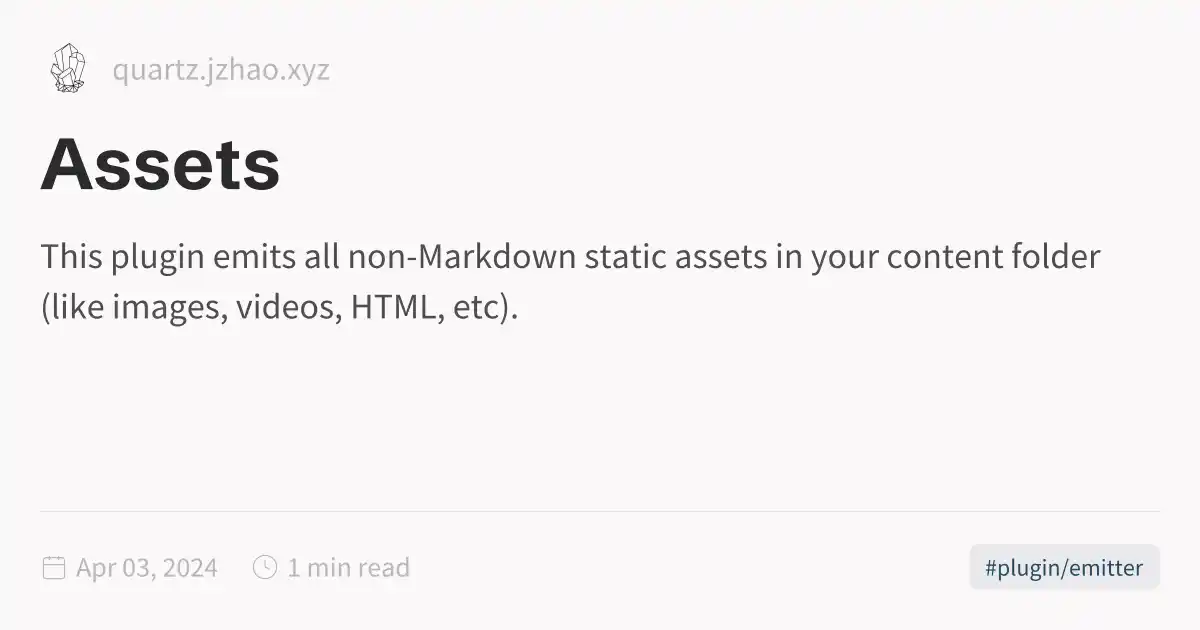 quartz.jzhao.xyz
Assets
This plugin emits all non-Markdown static assets in your content folder
(like images, videos, HTML, etc).
Apr 03, 2024
1 min read
#plugin/emitter